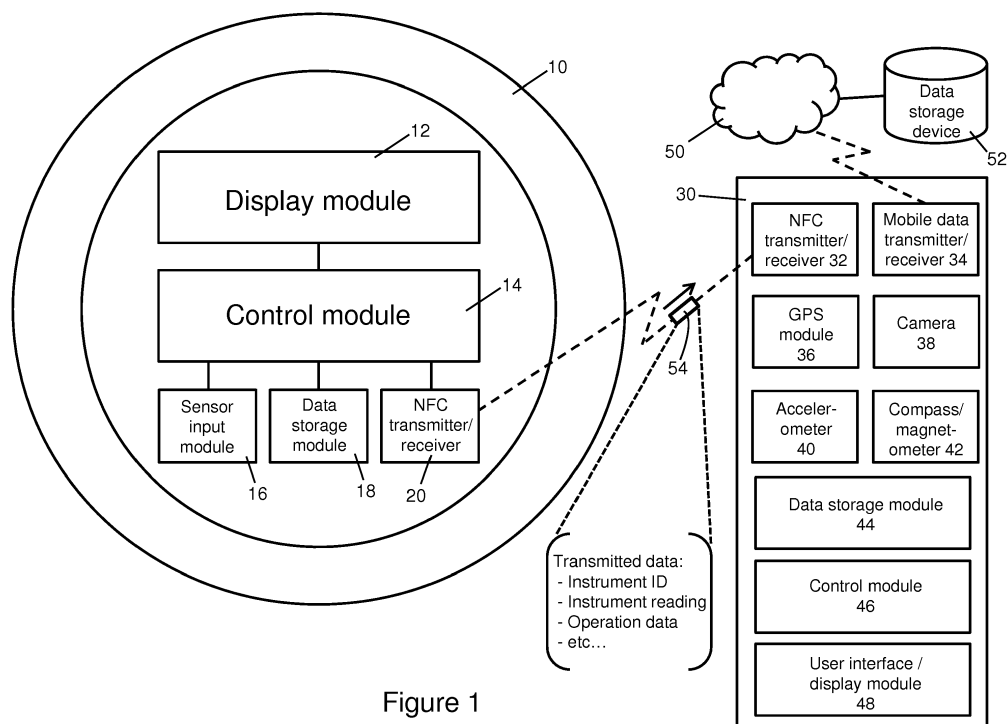 10
12
Display module
14
Control module
Sensor
input
module
16
Data
storage
module
18
NFC
transmitter/
receiver
20
50
Data
storage
device
52
30
NFC
transmitter/
receiver 32
Mobile data
transmitter/
receiver 34
GPS
module
36
Camera
38
Acceler-
ometer
40
Compass/
magnet-
ometer 42
Data storage module
44
Control module
46
User interface /
display module
48
54
Transmitted data:
- Instrument ID
- Instrument reading
- Operation data
- etc…
Figure 1